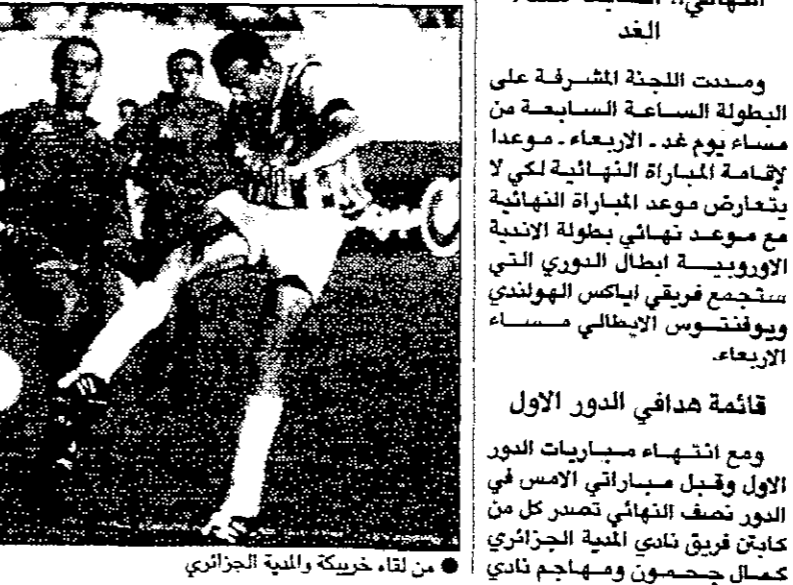 الغد
وحددت اللجنة المشرفة على
البطولة الساعة السابعة من
مساء يوم غد ـ الاربعاء ـ موعدا
لإقامة المباراة النهائية لكي لا
يتعارض موعد المباراة النهائية
مع موعد نهائي بطولة الاندية
الاوروبية ابطال الدوري التي
ستجمع فريقي اياكس الهولندي
ويوفنتوس الايطالي مساء
الاربعاء.
قائمة هدافي الدور الاول
ومع انتهاء مباريات الدور
الاول وقبل مباراتي الامس في
الدور نصف النهائي تصدر كل من
كابتن فريق نادي المدية الجزائري
كمال جحمون ومهاجم نادي
● من لقاء خريبكة والمدية الجزائري